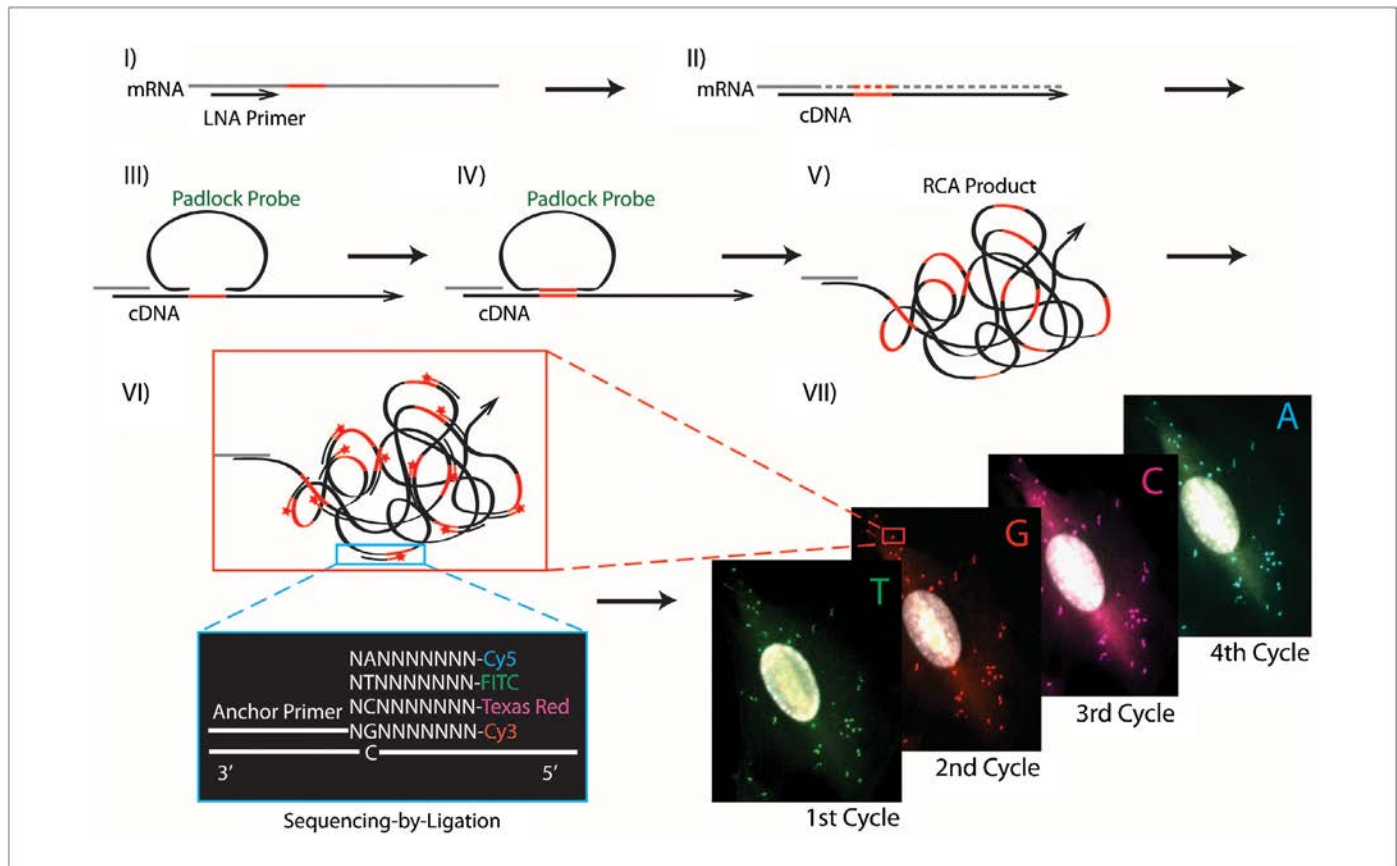 I)
mRNA
LNA Primer
II)
mRNA
cDNA
III)
Padlock Probe
cDNA
IV)
Padlock Probe
cDNA
V)
RCA Product
VI)
NANNNNNNN-Cy5
NTNNNNNNN-FITC
NCNNNNNNN-Texas Red
Anchor Primer
NGNNNNNNN-Cy3
C
3’ 5’
Sequencing-by-Ligation
VII)
T
1st Cycle
G
2nd Cycle
C
3rd Cycle
A
4th Cycle